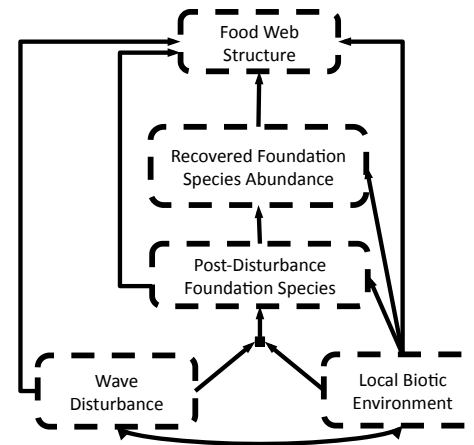 Food Web
Structure
Recovered Foundation
Species Abundance
Post-Disturbance
Foundation Species
Wave
Disturbance
Local Biotic
Environment